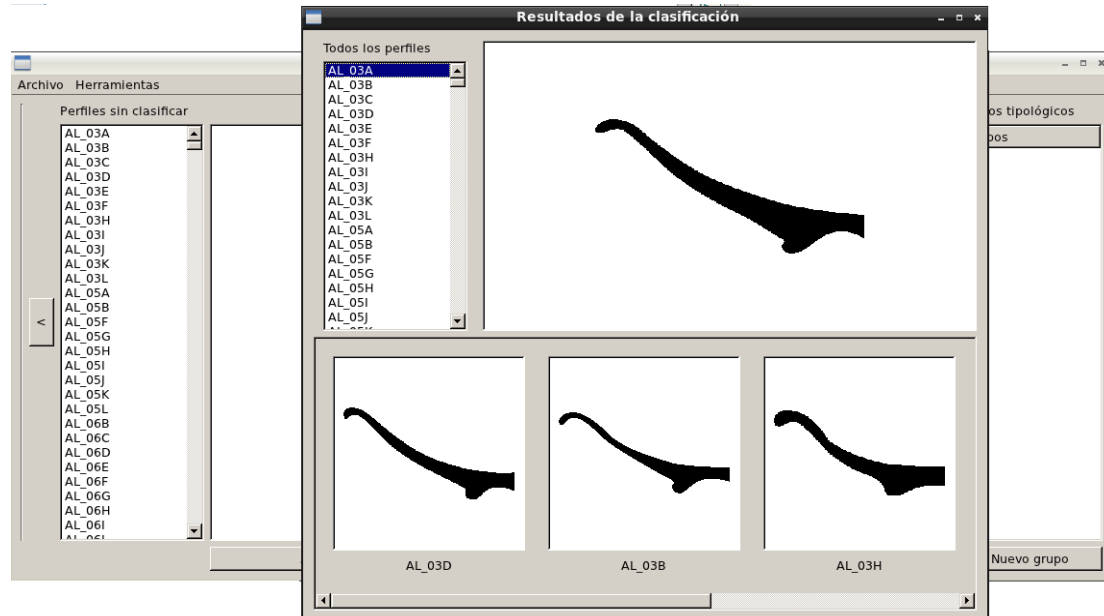 Resultados de la clasificación
Todos los perfiles
AL_03A
AL_03B
AL_03C
AL_03D
AL_03E
AL_03F
AL_03H
AL_03I
AL_03J
AL_03K
AL_03L
AL_05A
AL_05B
AL_05F
AL_05G
AL_05H
AL_05I
AL_05J
AL_03D
AL_03B
AL_03H
Archivo Herramientas
Perfiles sin clasificar
AL_03A
AL_03B
AL_03C
AL_03D
AL_03E
AL_03F
AL_03H
AL_03I
AL_03J
AL_03K
AL_03L
AL_05A
AL_05B
AL_05F
AL_05G
AL_05H
AL_05I
AL_05J
AL_05K
AL_05L
AL_06B
AL_06C
AL_06D
AL_06E
AL_06F
AL_06G
AL_06H
AL_06I
<
os tipológicos
pos
Nuevo grupo